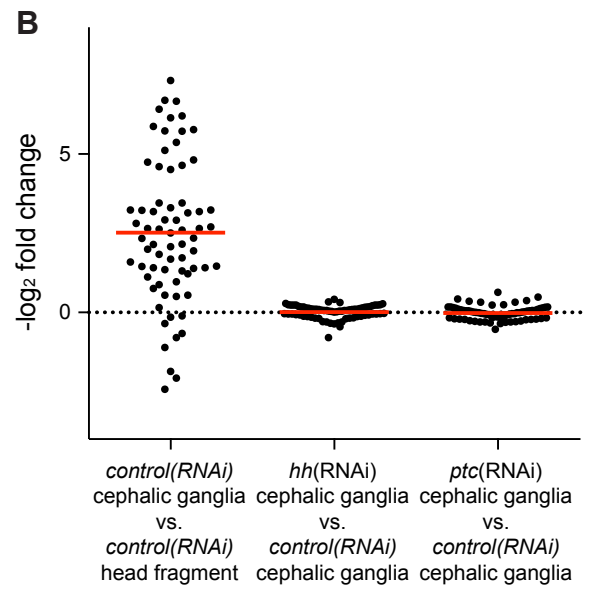 B
-log2 fold change
5
0
control(RNAi) hh(RNAi) ptc(RNAi)
cephalic ganglia cephalic ganglia cephalic ganglia
vs. vs. vs.
control(RNAi) control(RNAi) control(RNAi)
head fragment cephalic ganglia cephalic ganglia